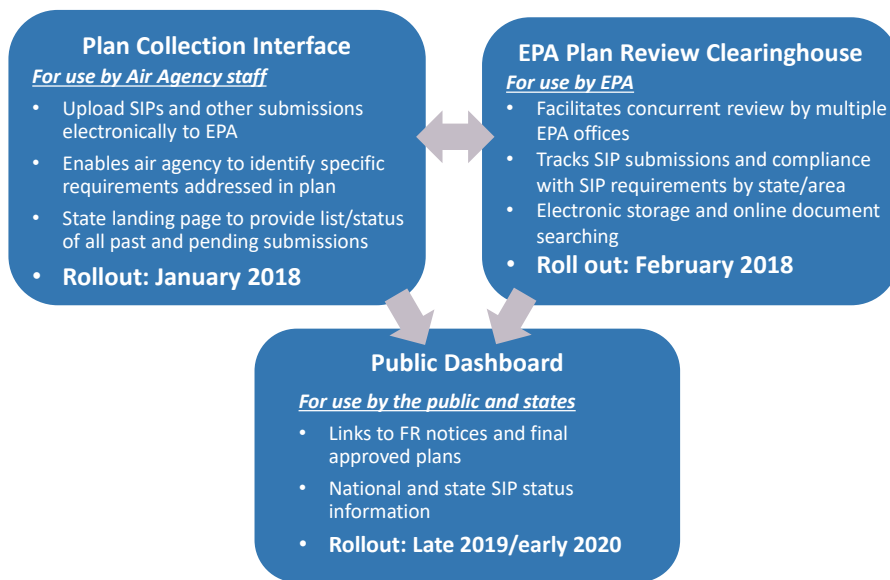 Plan Collection Interface
For use by Air Agency staff
• Upload SIPs and other submissions
electronically to EPA
• Enables air agency to identify specific
requirements addressed in plan
• State landing page to provide list/status
of all past and pending submissions
• Rollout: January 2018
EPA Plan Review Clearinghouse
For use by EPA
• Facilitates concurrent review by multiple
EPA offices
• Tracks SIP submissions and compliance
with SIP requirements by state/area
• Electronic storage and online document
searching
• Roll out: February 2018
Public Dashboard
For use by the public and states
• Links to FR notices and final
approved plans
• National and state SIP status
information
• Rollout: Late 2019/early 2020